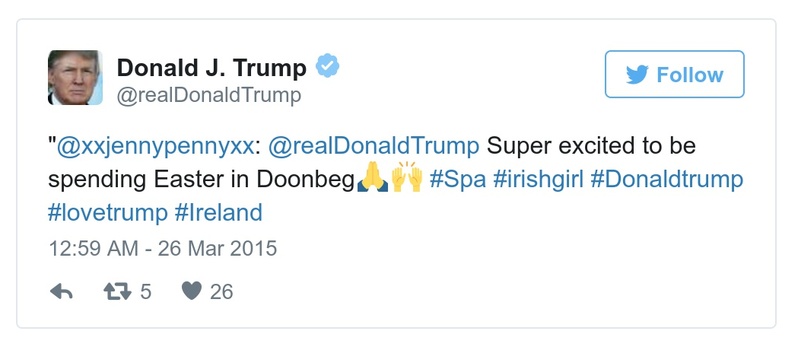 Donald J. Trump
Follow
@realDonaldTrump
"@xxjennypennyxx: @realDonaldTrump Super excited to be
spending Easter in Doonbeg🙏🙌 #Spa #irishgirl #Donaldtrump
#lovetrump #Ireland
12:59 AM - 26 Mar 2015
5 26